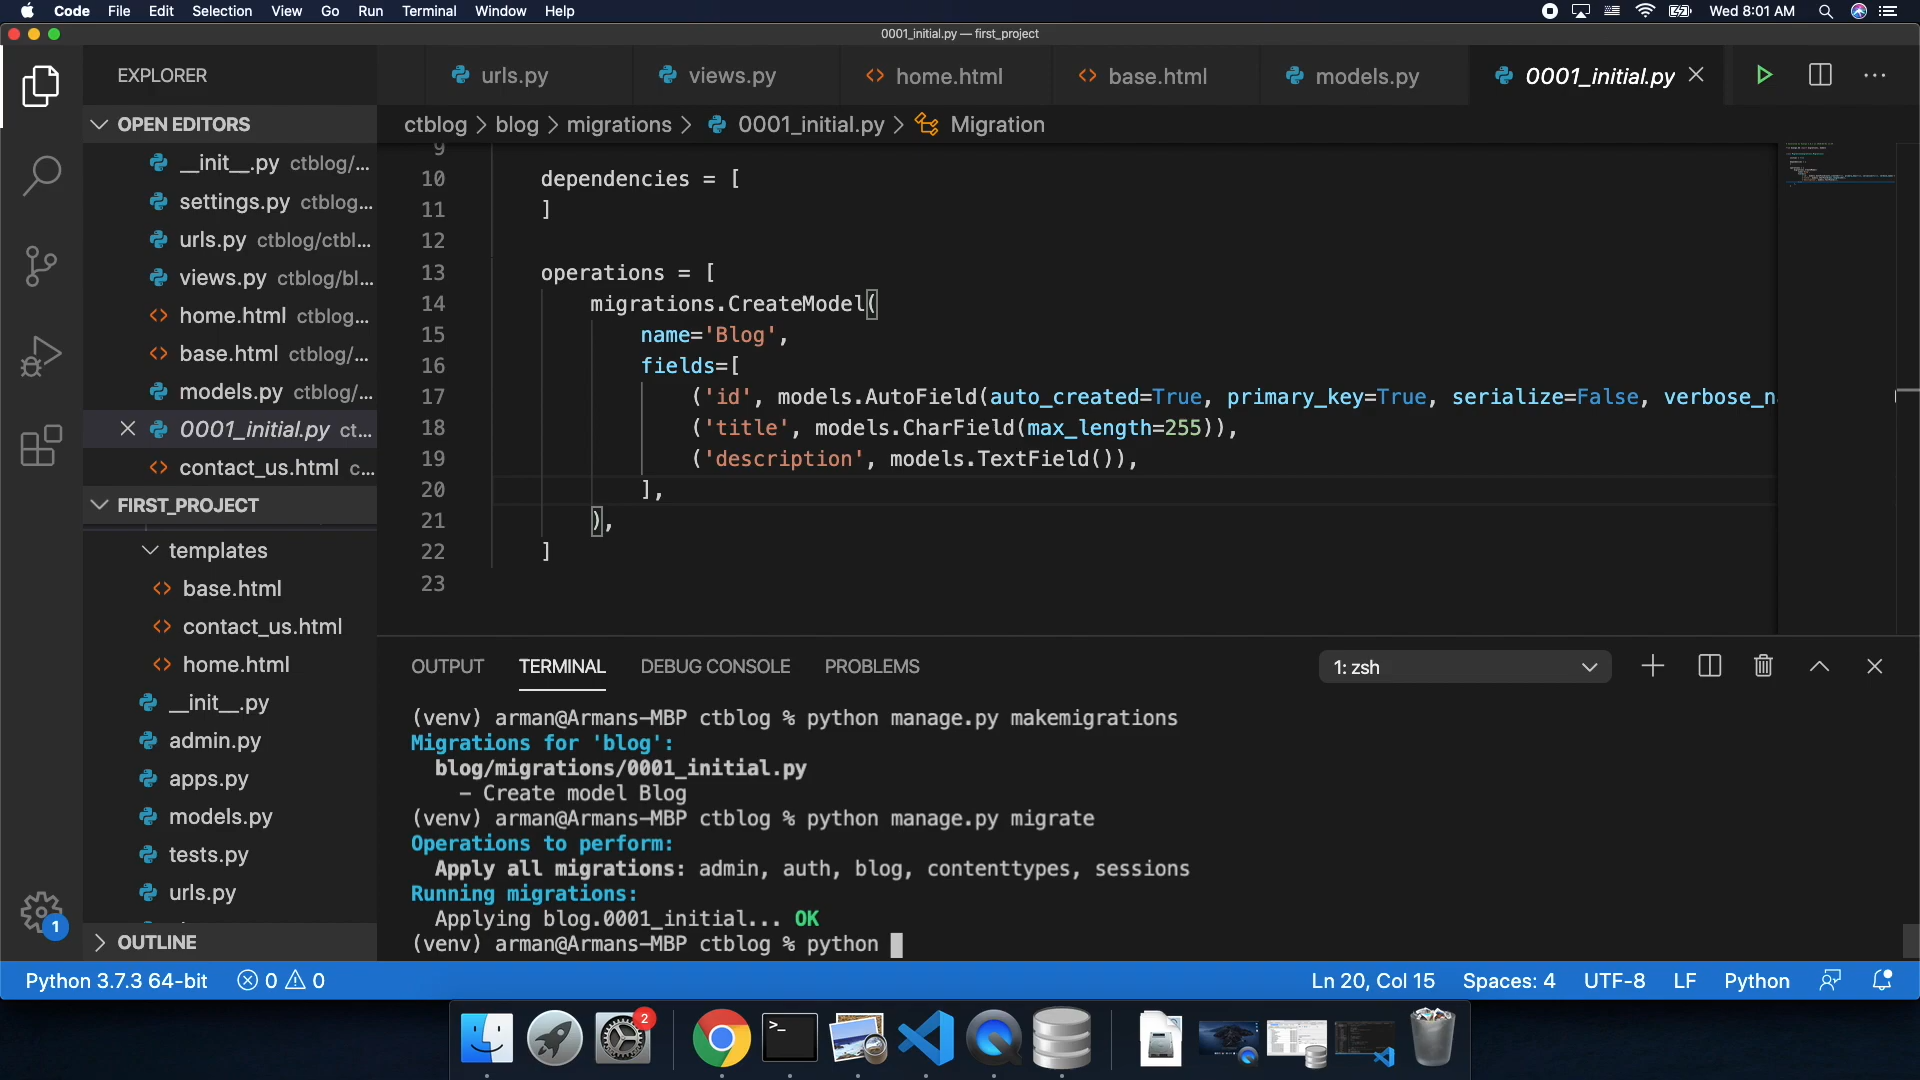 Code File Edit Selection View Go Run Terminal Window Help Wed 8:01 AM
0001_initial.py — first_project
EXPLORER
urls.py views.py home.html base.html models.py 0001_initial.py
OPEN EDITORS
ctblog > blog > migrations > 0001_initial.py > Migration
__init__.py ctblog/...
settings.py ctblog...
urls.py ctblog/ctbl...
views.py ctblog/bl...
home.html ctblog...
base.html ctblog/...
models.py ctblog/...
0001_initial.py ct...
contact_us.html c...
FIRST_PROJECT
templates
base.html
contact_us.html
home.html
__init__.py
admin.py
apps.py
models.py
tests.py
urls.py
OUTLINE
9
10 dependencies = [
11 ]
12
13 operations = [
14 migrations.CreateModel(
15 name='Blog',
16 fields=[
17 ('id', models.AutoField(auto_created=True, primary_key=True, serialize=False, verbose_n
18 ('title', models.CharField(max_length=255)),
19 ('description', models.TextField()),
20 ],
21 ),
22 ]
23
OUTPUT TERMINAL DEBUG CONSOLE PROBLEMS 1: zsh
(venv) arman@Armans-MBP ctblog % python manage.py makemigrations
Migrations for 'blog':
blog/migrations/0001_initial.py
- Create model Blog
(venv) arman@Armans-MBP ctblog % python manage.py migrate
Operations to perform:
Apply all migrations: admin, auth, blog, contenttypes, sessions
Running migrations:
Applying blog.0001_initial... OK
(venv) arman@Armans-MBP ctblog % python
1
Python 3.7.3 64-bit 0 0 Ln 20, Col 15 Spaces: 4 UTF-8 LF Python
2